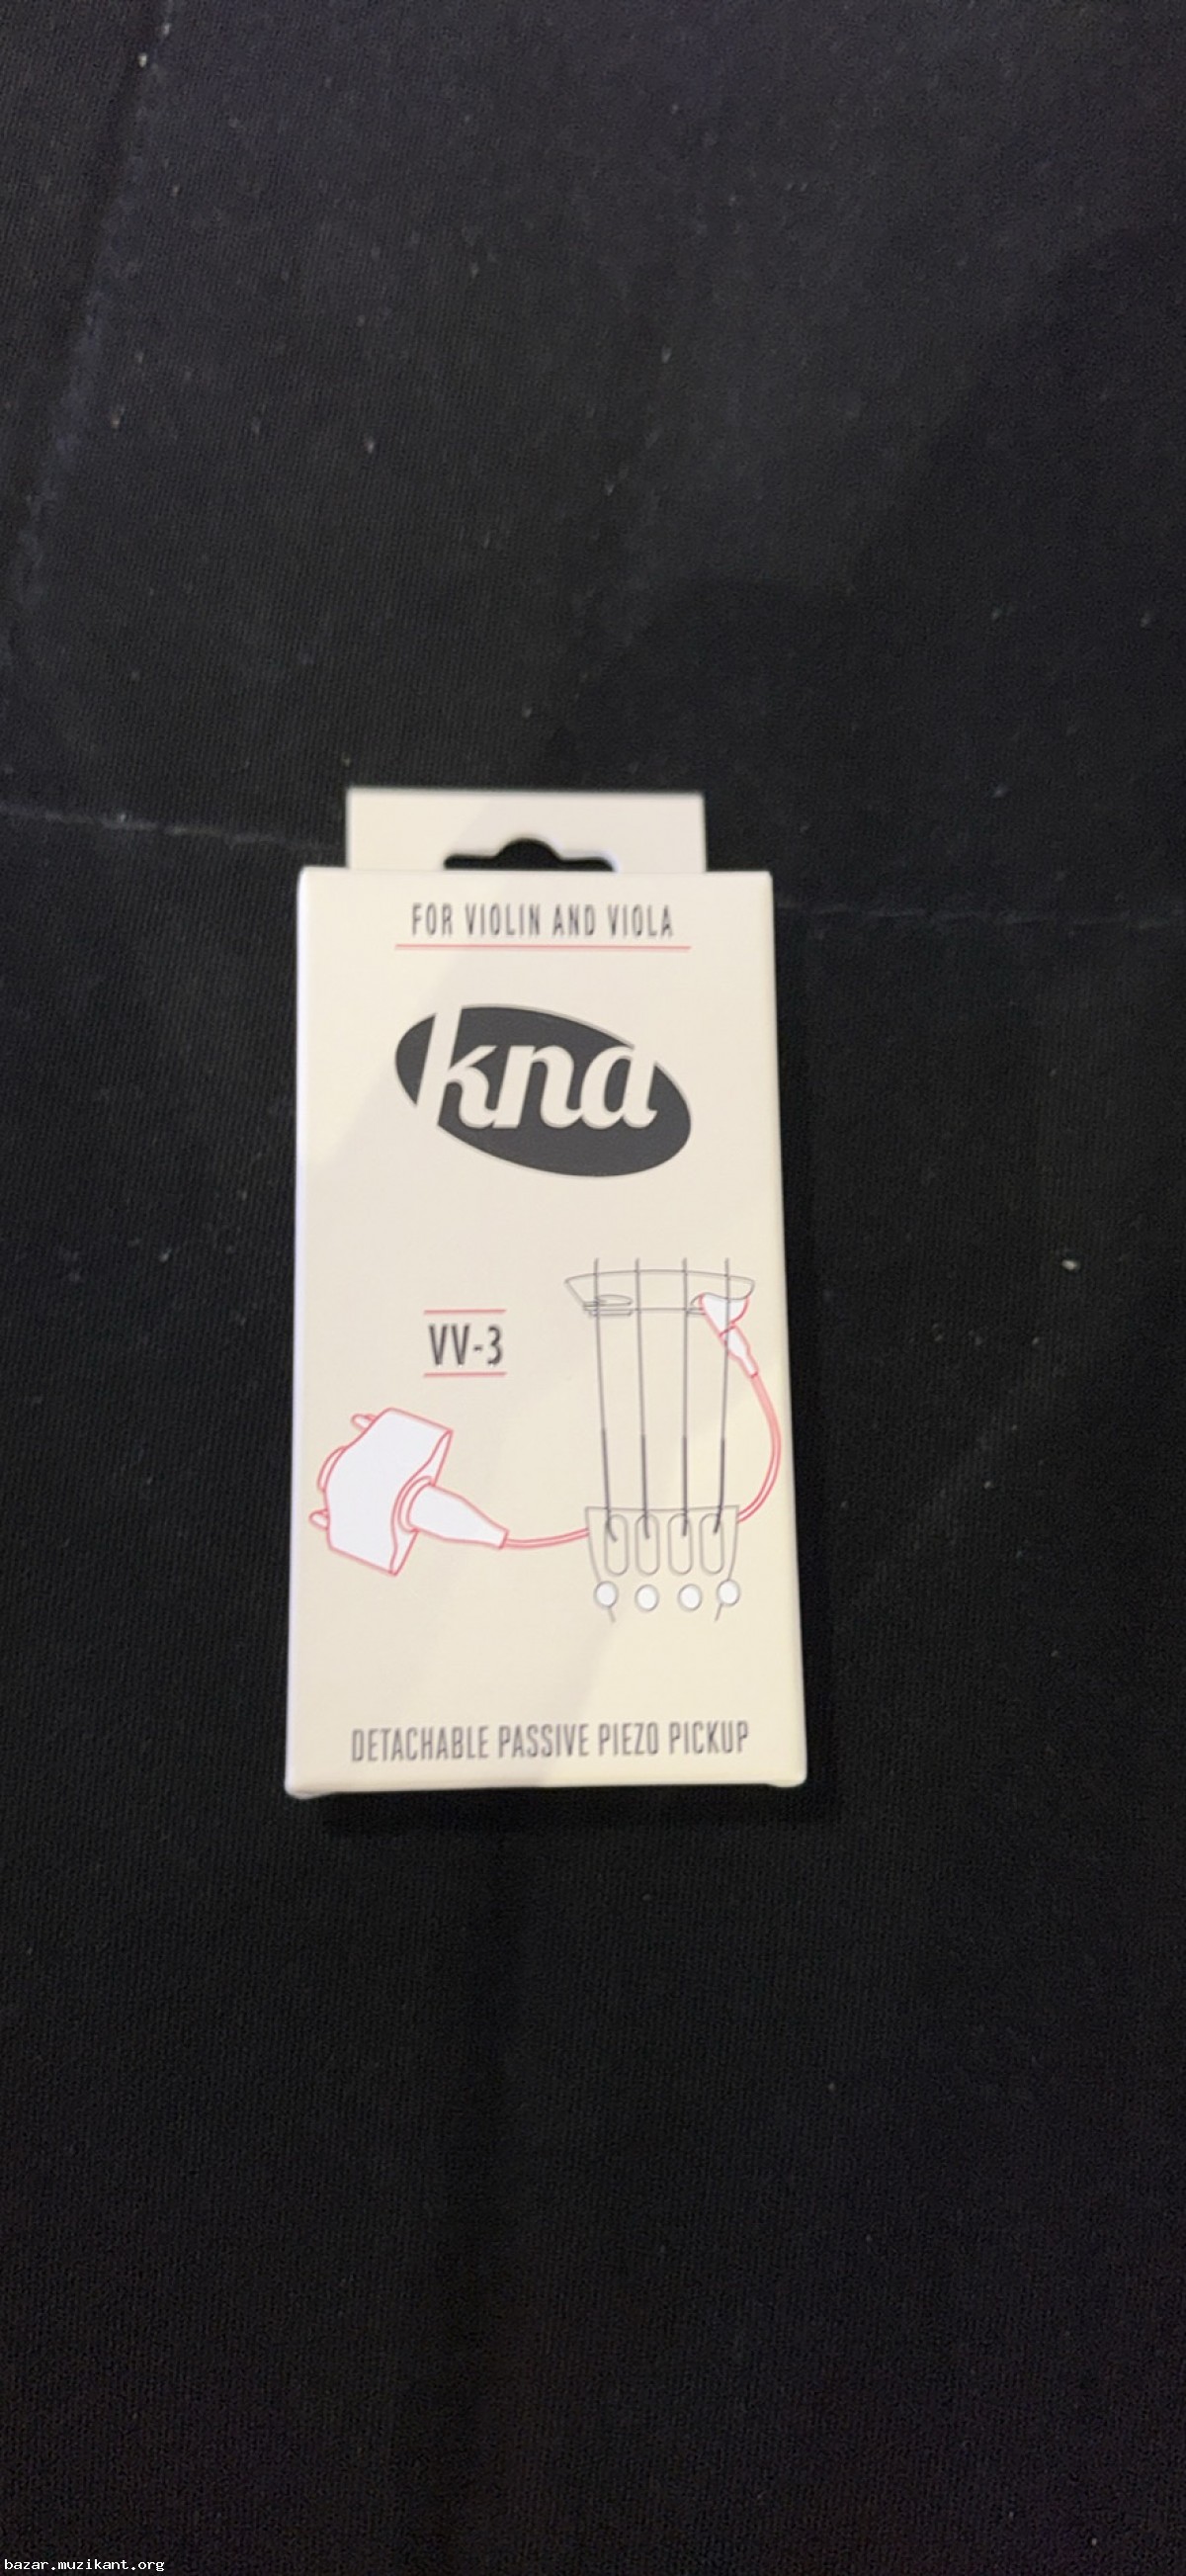 FOR VIOLIN AND VIOLA
kna
VV-3
DETACHABLE PASSIVE PIEZO PICKUP
bazar.muzikant.org